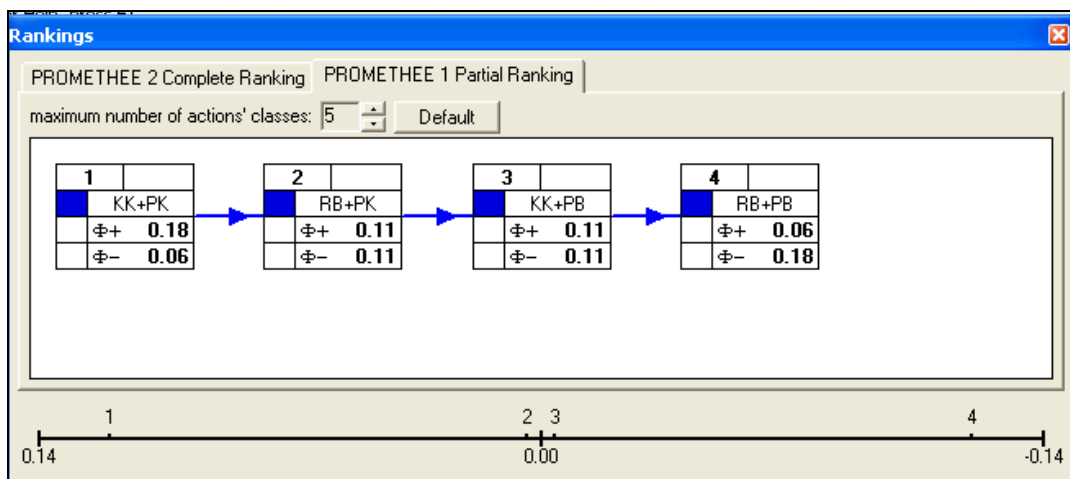 Rankings
PROMETHEE 2 Complete Ranking PROMETHEE 1 Partial Ranking
maximum number of actions' classes: 5 Default
1 2 3 4
KK+PK RB+PK KK+PB RB+PB
Φ+ 0.18 Φ+ 0.11 Φ+ 0.11 Φ+ 0.06
Φ− 0.06 Φ− 0.11 Φ− 0.11 Φ− 0.18
1 2 3 4
0.14 0.00 -0.14